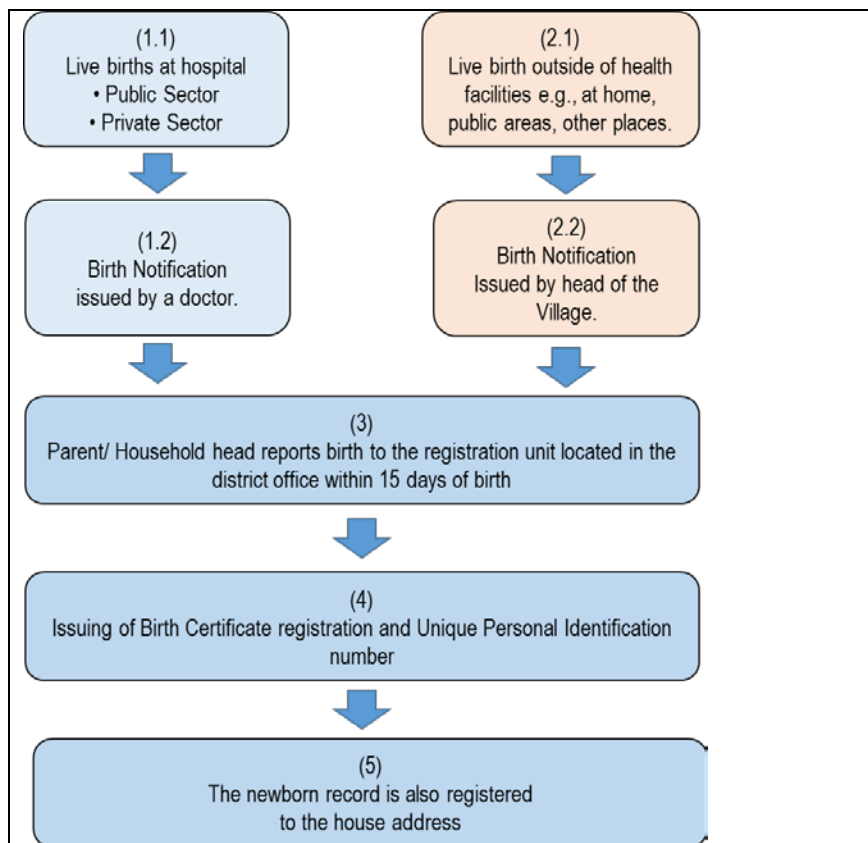 (1.1)
Live births at hospital
• Public Sector
• Private Sector
(2.1)
Live birth outside of health
facilities e.g., at home,
public areas, other places.
(1.2)
Birth Notification
issued by a doctor.
(2.2)
Birth Notification
Issued by head of the
Village.
(3)
Parent/ Household head reports birth to the registration unit located in the
district office within 15 days of birth
(4)
Issuing of Birth Certificate registration and Unique Personal Identification
number
(5)
The newborn record is also registered
to the house address